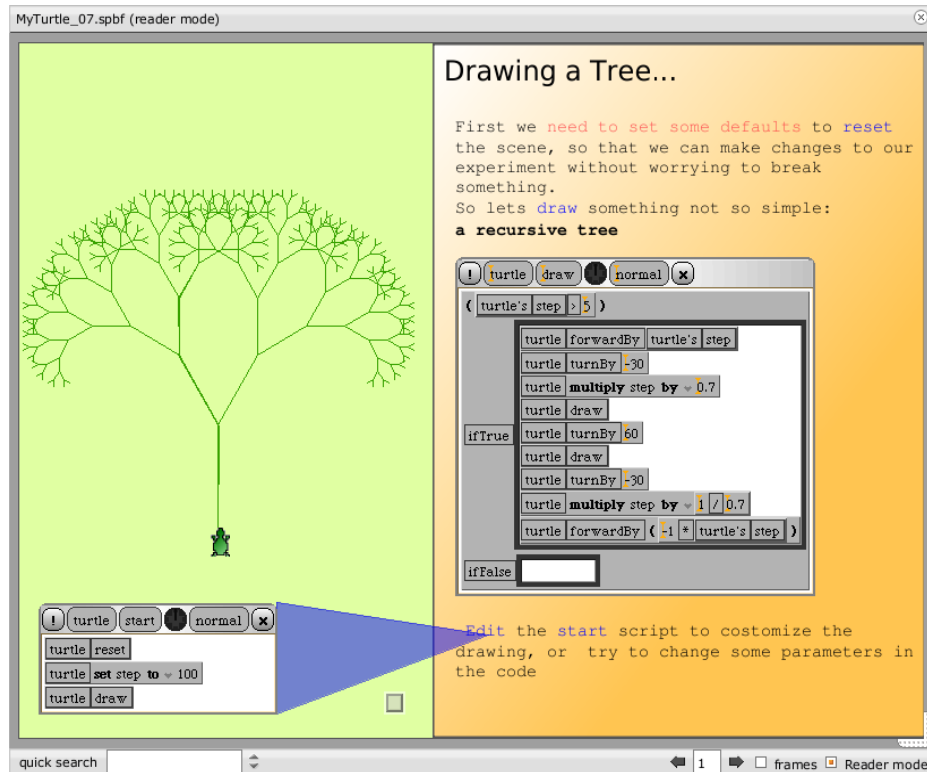 MyTurtle_07.spbf (reader mode)
Drawing a Tree...
First we need to set some defaults to reset
the scene, so that we can make changes to our
experiment without worrying to break
something.
So lets draw something not so simple:
a recursive tree
! turtle draw normal x
( turtle's step > 5 )
turtle forwardBy turtle's step
turtle turnBy -30
turtle multiply step by 0.7
turtle draw
ifTrue turtle turnBy 60
turtle draw
turtle turnBy -30
turtle multiply step by 1 / 0.7
turtle forwardBy ( -1 * turtle's step )
ifFalse
! turtle start normal x
turtle reset
turtle set step to 100
turtle draw
Edit the start script to costomize the
drawing, or try to change some parameters in
the code
quick search 1 frames Reader mode